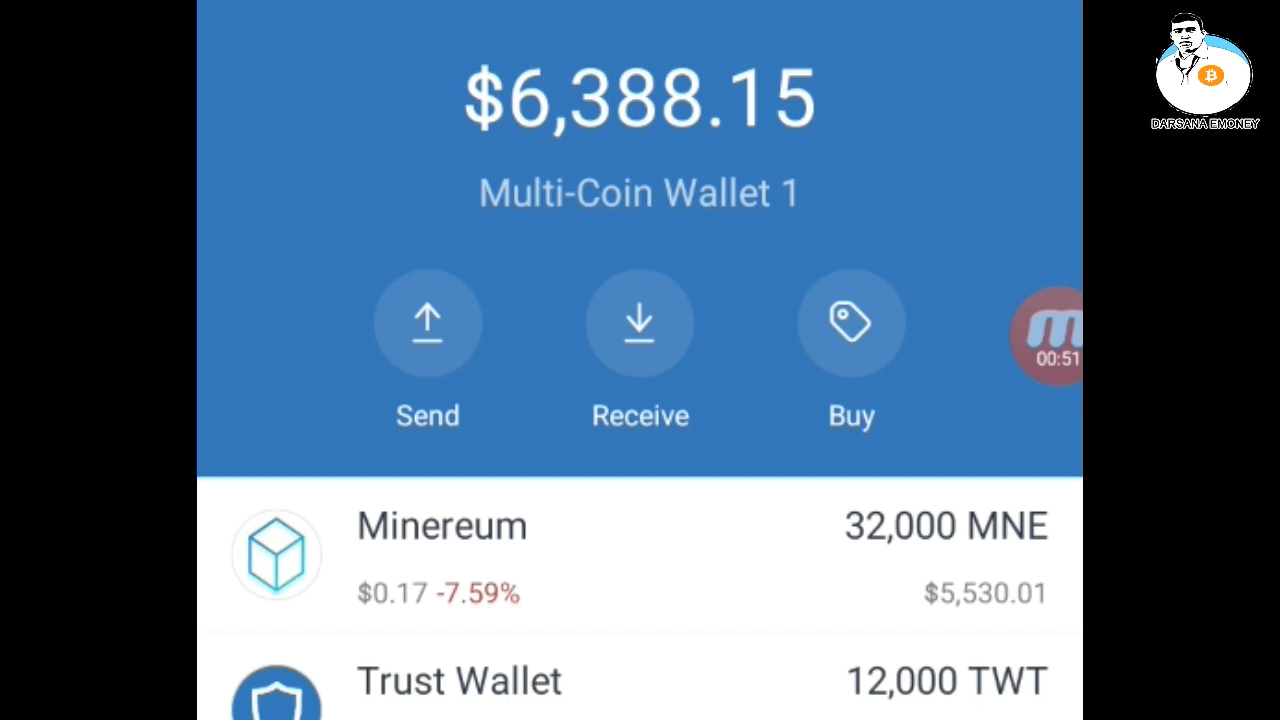 DARSANA EMONEY
$6,388.15
Multi-Coin Wallet 1
Send
Receive
Buy
00:51
Minereum
32,000 MNE
$0.17 -7.59%
$5,530.01
Trust Wallet
12,000 TWT